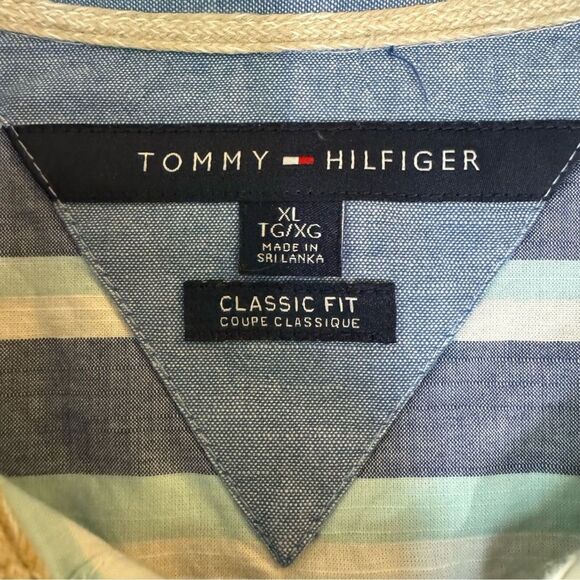 TOMMY HILFIGER
XL
TG/XG
MADE IN
SRI LANKA
CLASSIC FIT
COUPE CLASSIQUE